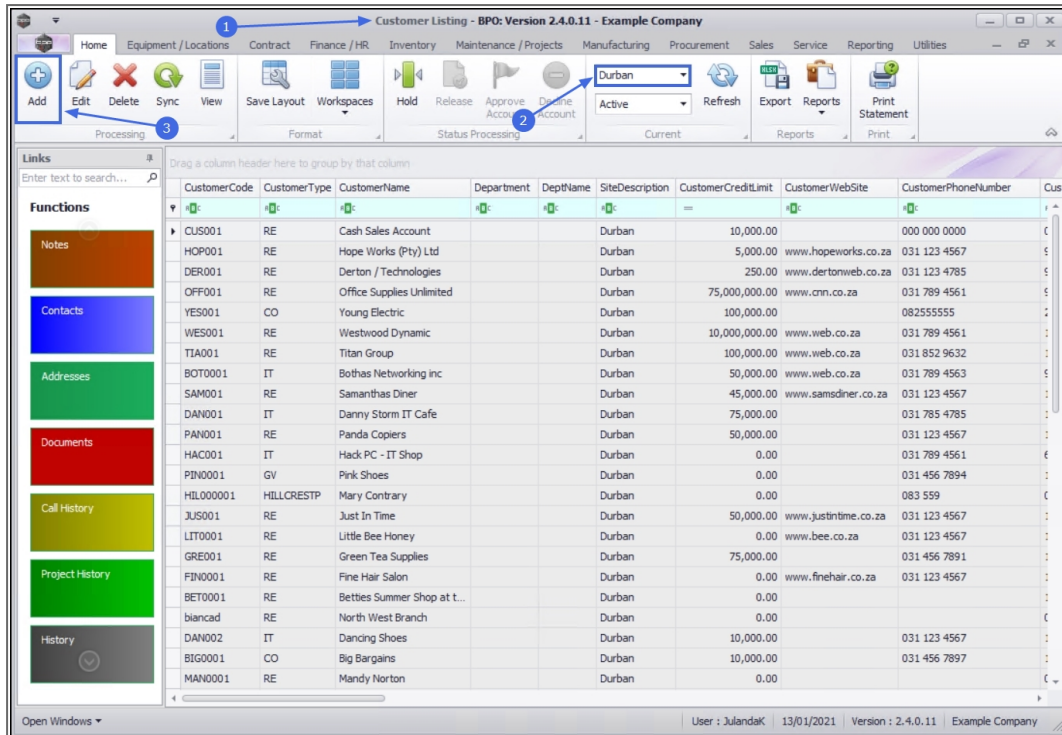 Customer Listing - BPO: Version 2.4.0.11 - Example Company
1
Home Equipment / Locations Contract Finance / HR Inventory Maintenance / Projects Manufacturing Procurement Sales Service Reporting Utilities
Add Edit Delete Sync View Save Layout Workspaces Hold Release Approve Account Decline Account Durban Active Refresh Export Reports Print Statement
3 2
Processing Format Status Processing Current Reports Print
Links
Enter text to search...
Functions
Notes
Contacts
Addresses
Documents
Call History
Project History
History
Drag a column header here to group by that column
CustomerCode CustomerType CustomerName Department DeptName SiteDescription CustomerCreditLimit CustomerWebSite CustomerPhoneNumber Cus
=
CUS001 RE Cash Sales Account Durban 10,000.00 000 000 0000
HOP001 RE Hope Works (Pty) Ltd Durban 5,000.00 www.hopeworks.co.za 031 123 4567
DER001 RE Derton / Technologies Durban 250.00 www.dertonweb.co.za 031 123 4785
OFF001 RE Office Supplies Unlimited Durban 75,000,000.00 www.cnn.co.za 031 789 4561
YES001 CO Young Electric Durban 100,000.00 082555555
WES001 RE Westwood Dynamic Durban 10,000,000.00 www.web.co.za 031 789 4561
TIA001 RE Titan Group Durban 100,000.00 www.web.co.za 031 852 9632
BOT0001 IT Bothas Networking inc Durban 50,000.00 www.web.co.za 031 789 4563
SAM001 RE Samanthas Diner Durban 45,000.00 www.samsdiner.co.za 031 123 4567
DAN001 IT Danny Storm IT Cafe Durban 75,000.00 031 785 4785
PAN001 RE Panda Copiers Durban 50,000.00 031 123 4567
HAC001 IT Hack PC - IT Shop Durban 0.00 031 789 4561
PIN0001 GV Pink Shoes Durban 0.00 031 456 7894
HIL000001 HILLCRESTP Mary Contrary Durban 0.00 083 559
JUS001 RE Just In Time Durban 50,000.00 www.justintime.co.za 031 123 4567
LIT0001 RE Little Bee Honey Durban 0.00 www.bee.co.za 031 123 4567
GRE001 RE Green Tea Supplies Durban 75,000.00 031 456 7891
FIN0001 RE Fine Hair Salon Durban 0.00 www.finehair.co.za 031 123 4567
BET0001 RE Betties Summer Shop at t... Durban 0.00
biancad RE North West Branch Durban 0.00
DAN002 IT Dancing Shoes Durban 10,000.00 031 123 4567
BIG0001 CO Big Bargains Durban 10,000.00 031 456 7897
MAN0001 RE Mandy Norton Durban 0.00
Open Windows User : JulandaK 13/01/2021 Version : 2.4.0.11 Example Company